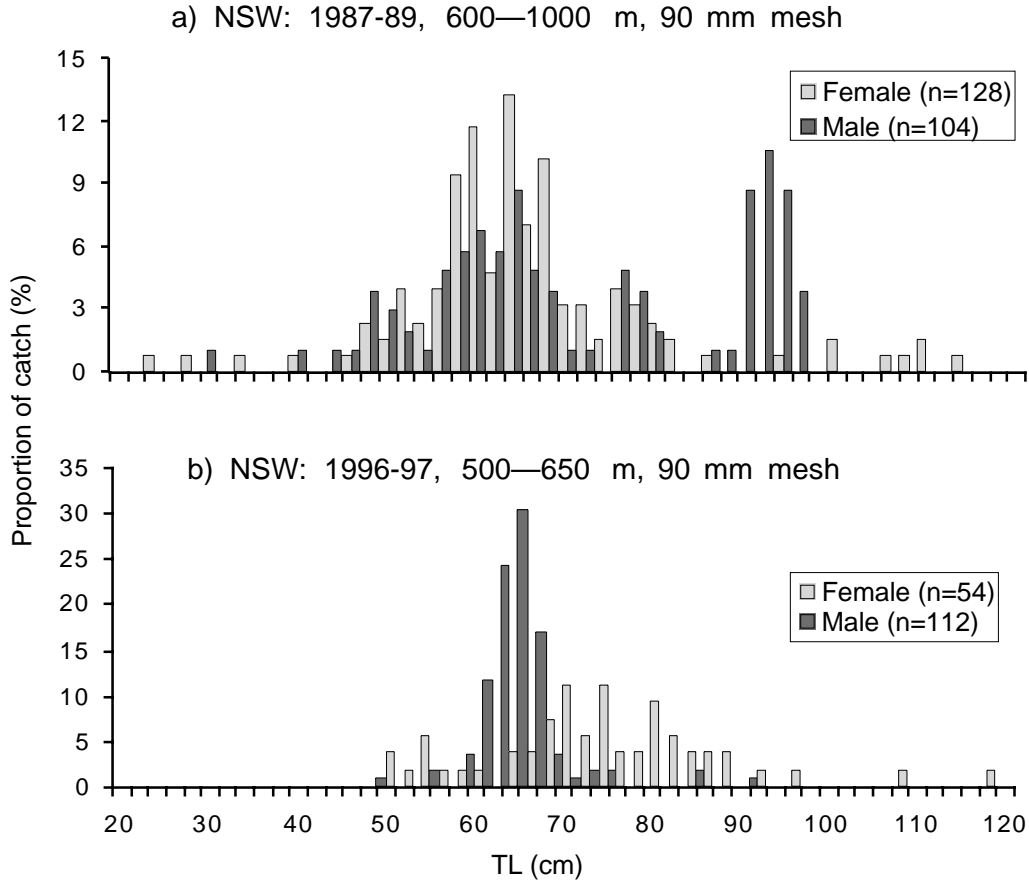 a) NSW: 1987-89, 600—1000 m, 90 mm mesh
15
12
9
6
3
0
Female (n=128)
Male (n=104)
Proportion of catch (%)
b) NSW: 1996-97, 500—650 m, 90 mm mesh
35
30
25
20
15
10
5
0
Female (n=54)
Male (n=112)
20 30 40 50 60 70 80 90 100 110 120
TL (cm)